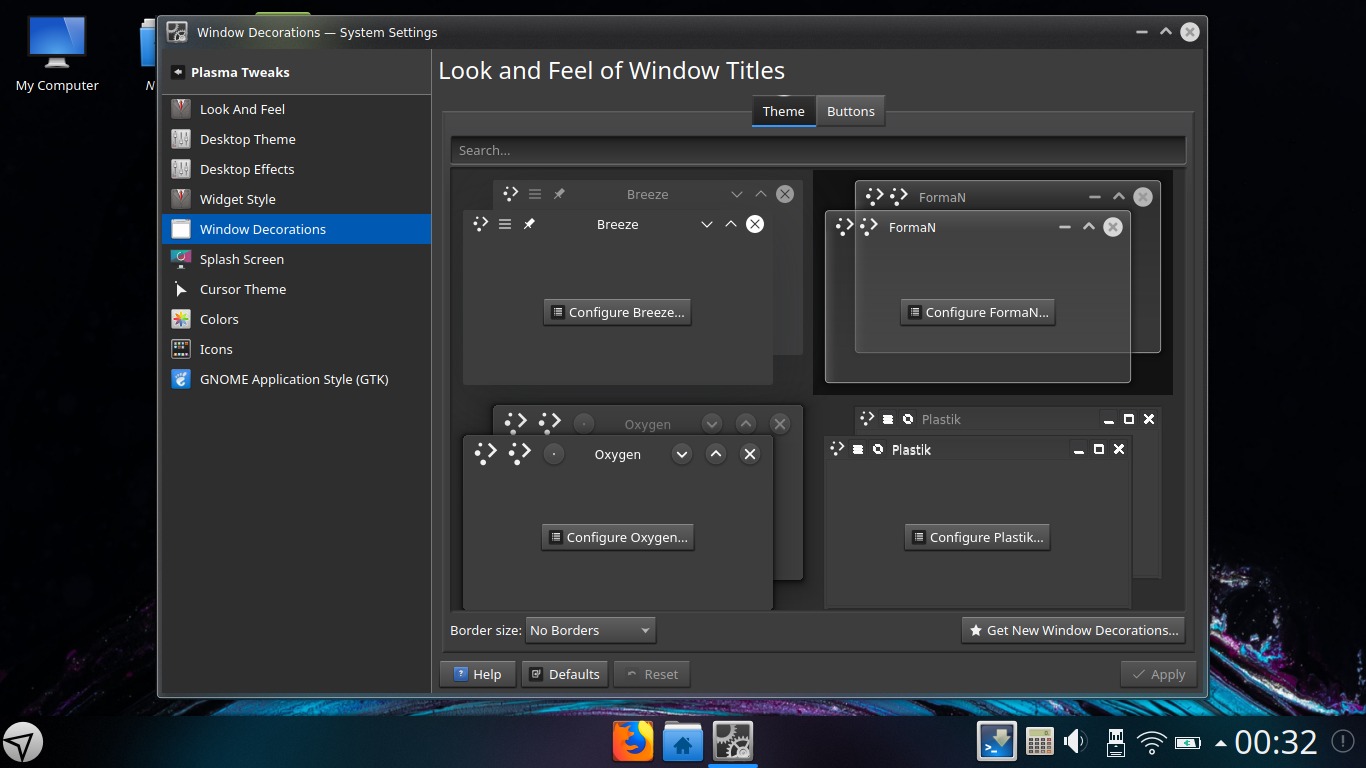 My Computer
N
Window Decorations — System Settings
Plasma Tweaks
Look And Feel
Desktop Theme
Desktop Effects
Widget Style
Window Decorations
Splash Screen
Cursor Theme
Colors
Icons
GNOME Application Style (GTK)
Look and Feel of Window Titles
Theme
Buttons
Search...
Breeze
Breeze
Configure Breeze...
FormaN
FormaN
Configure FormaN...
Oxygen
Oxygen
Configure Oxygen...
Plastik
Plastik
Configure Plastik...
Border size: No Borders
Get New Window Decorations...
Help
Defaults
Reset
Apply
00:32